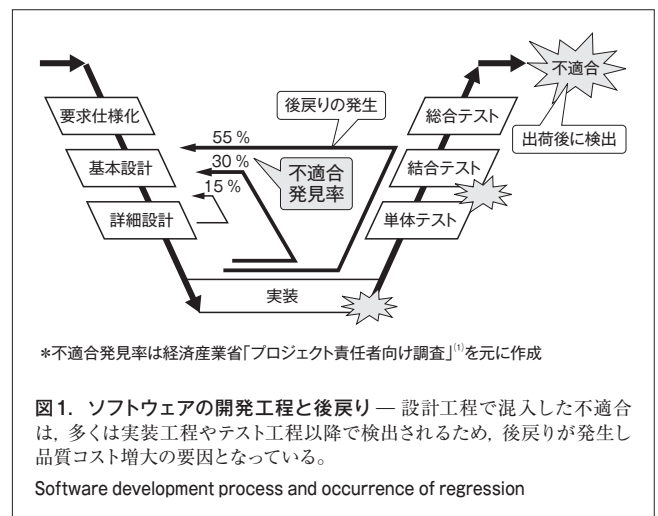 不適合
後戻りの発生
要求仕様化
総合テスト
出荷後に検出
55 %
基本設計
30 %
不適合
発見率
結合テスト
15 %
詳細設計
単体テスト
実装
*不適合発見率は経済産業省「プロジェクト責任者向け調査」(1)を元に作成
図1. ソフトウェアの開発工程と後戻り — 設計工程で混入した不適合
は,多くは実装工程やテスト工程以降で検出されるため,後戻りが発生し
品質コスト増大の要因となっている。
Software development process and occurrence of regression